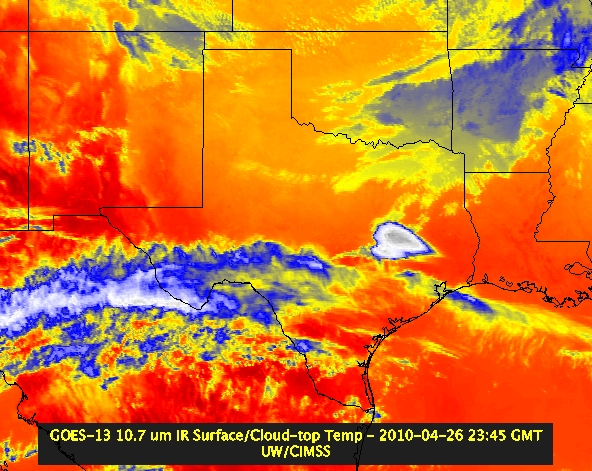 GOES-13 10.7 um IR Surface/Cloud-top Temp - 2010-04-26 23:45 GMT
UW/CIMSS